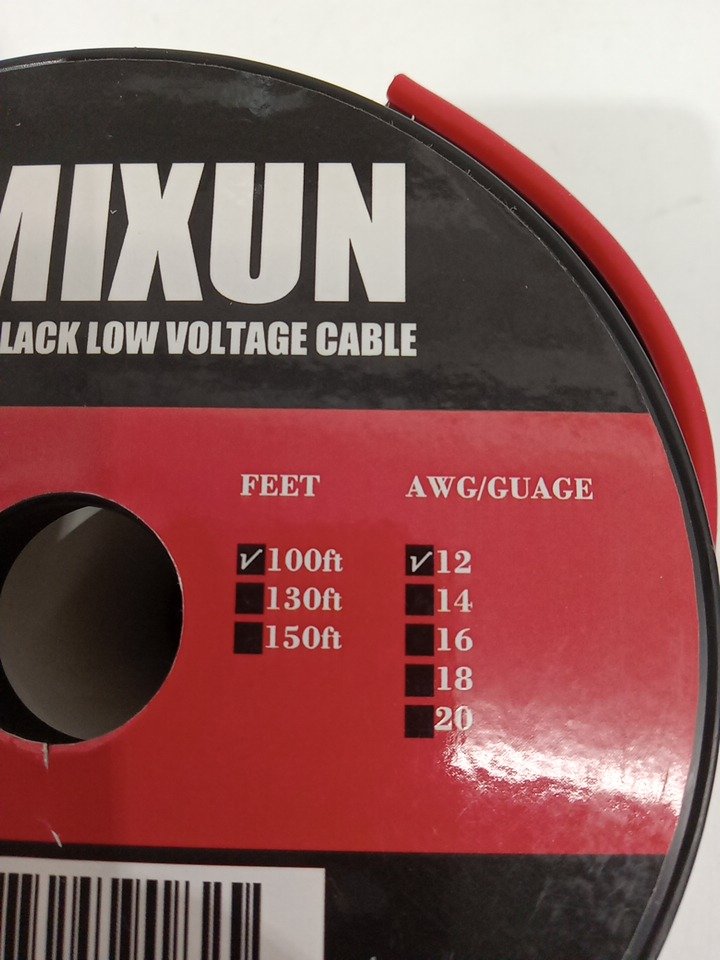 MIXUN
LACK LOW VOLTAGE CABLE
FEET
✓100ft
130ft
150ft
AWG/GUAGE
✓12
14
16
18
20